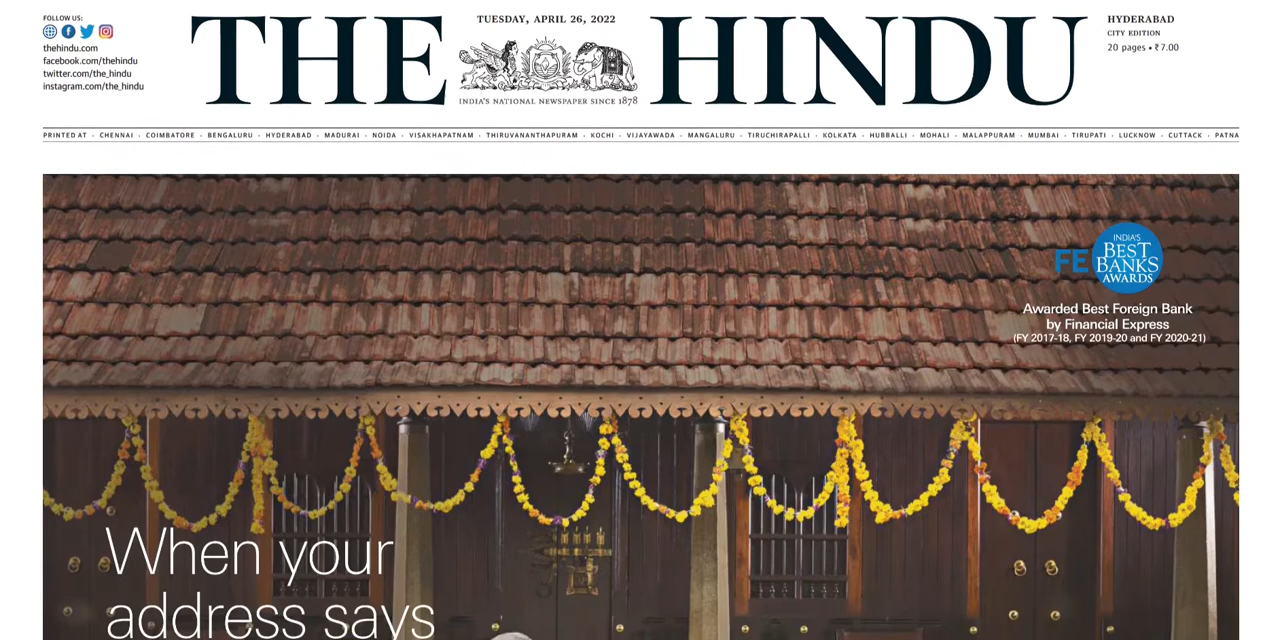 FOLLOW US:
thehindu.com
facebook.com/thehindu
twitter.com/the_hindu
instagram.com/the_hindu
THE HINDU
TUESDAY, APRIL 26, 2022
INDIA'S NATIONAL NEWSPAPER SINCE 1878
HYDERABAD
CITY EDITION
20 pages • ₹7.00
PRINTED AT • CHENNAI • COIMBATORE • BENGALURU • HYDERABAD • MADURAI • NOIDA • VISAKHAPATNAM • THIRUVANANTHAPURAM • KOCHI • VIJAYAWADA • MANGALURU • TIRUCHIRAPALLI • KOLKATA • HUBBALLI • MOHALI • MALAPPURAM • MUMBAI • TIRUPATI • LUCKNOW • CUTTACK • PATNA
FE
INDIA'S
BEST
BANKS
AWARDS
Awarded Best Foreign Bank
by Financial Express
(FY 2017-18, FY 2019-20 and FY 2020-21)
When your
address says